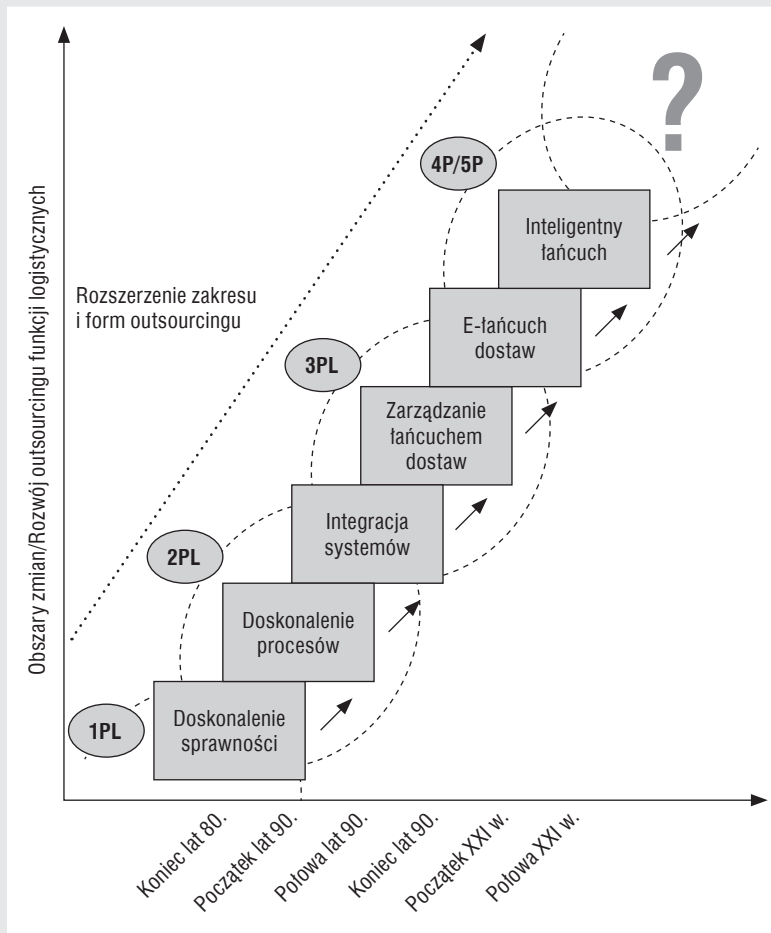 Obszary zmian/Rozwój outsourcingu funkcji logistycznych
Rozszerzenie zakresu
i form outsourcingu
?
4P/5P
Inteligentny
łańcuch
E-łańcuch
dostaw
3PL
Zarządzanie
łańcuchem
dostaw
Integracja
systemów
2PL
Doskonalenie
procesów
1PL
Doskonalenie
sprawności
Koniec lat 80.
Początek lat 90.
Połowa lat 90.
Koniec lat 90.
Początek XXI w.
Połowa XXI w.